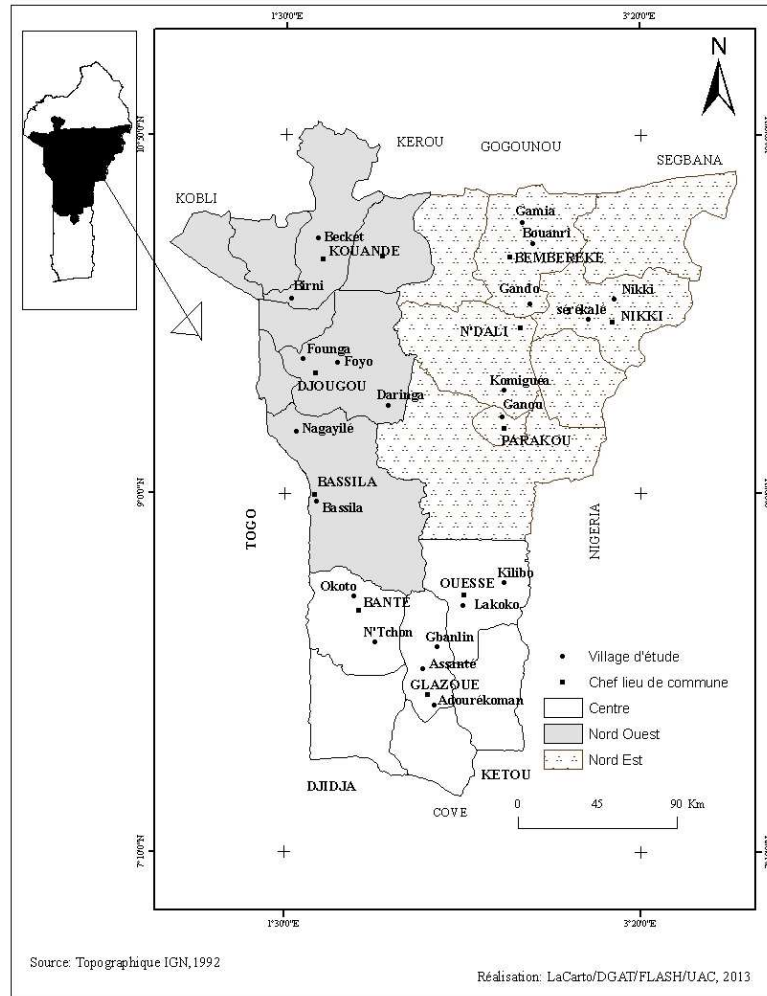 1°30'0"E
3°20'0"E
N
KEROU
GOGOUNOU
SEGBANA
KOBLI
Gamia
Becket
Bouanri
KOUANDE
BEMBEREKE
Birni
Gando
Nikki
serekalé
NIKKI
N'DALI
Founga
Foyo
DJOUGOU
Komiguea
Daringa
Ganou
Nagayilé
PARAKOU
BASSILA
9°00'0"N
Bassila
TOGO
NIGERIA
Kilibo
Okoto
OUESSE
BANTE
Lakoko
N'Tchon
Gbanlin
Village d'étude
Assanté
GLAZOUE
Chef lieu de commune
Adourékoman
Centre
Nord Ouest
Nord Est
DJIDJA
KETOU
COVE
0 45 90 Km
7°10'0"N
1°30'0"E
3°20'0"E
Source: Topographique IGN,1992
Réalisation: LaCarto/DGAT/FLASH/UAC, 2013